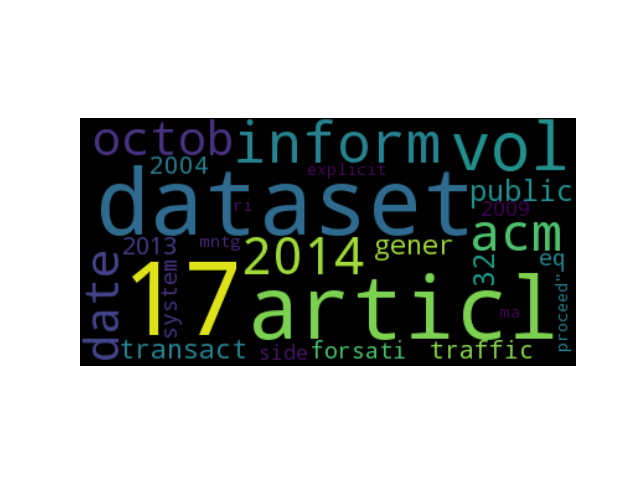 octob inform vol
2004 explicit
dataset public
ri 2009
2013 mntg 2014 gener acm
date system 17 articl 32 eq
ma proceed"
transact side forsati traffic